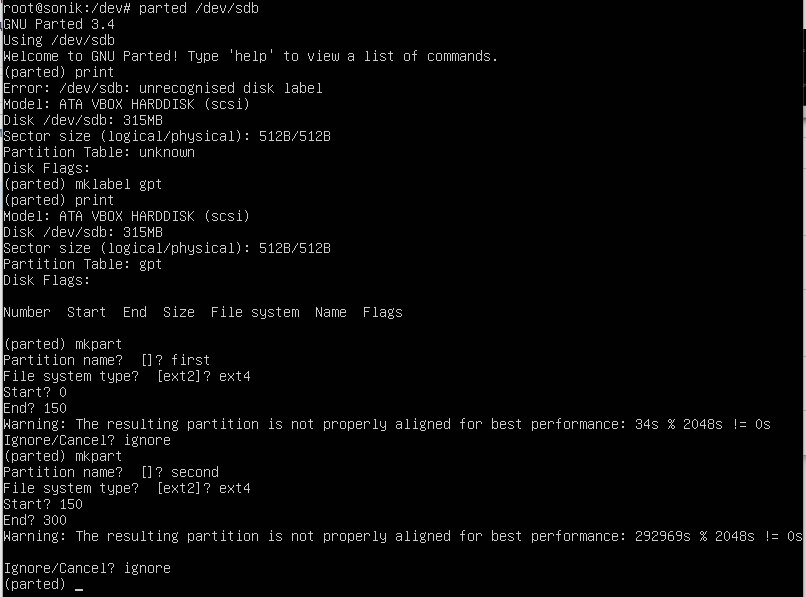 root@sonik:/dev# parted /dev/sdb
GNU Parted 3.4
Using /dev/sdb
Welcome to GNU Parted! Type 'help' to view a list of commands.
(parted) print
Error: /dev/sdb: unrecognised disk label
Model: ATA VBOX HARDDISK (scsi)
Disk /dev/sdb: 315MB
Sector size (logical/physical): 512B/512B
Partition Table: unknown
Disk Flags:
(parted) mklabel gpt
(parted) print
Model: ATA VBOX HARDDISK (scsi)
Disk /dev/sdb: 315MB
Sector size (logical/physical): 512B/512B
Partition Table: gpt
Disk Flags:
Number  Start  End  Size  File system  Name  Flags
(parted) mkpart
Partition name?  []? first
File system type?  [ext2]? ext4
Start? 0
End? 150
Warning: The resulting partition is not properly aligned for best performance: 34s % 2048s != 0s
Ignore/Cancel? ignore
(parted) mkpart
Partition name?  []? second
File system type?  [ext2]? ext4
Start? 150
End? 300
Warning: The resulting partition is not properly aligned for best performance: 292969s % 2048s != 0s
Ignore/Cancel? ignore
(parted) _